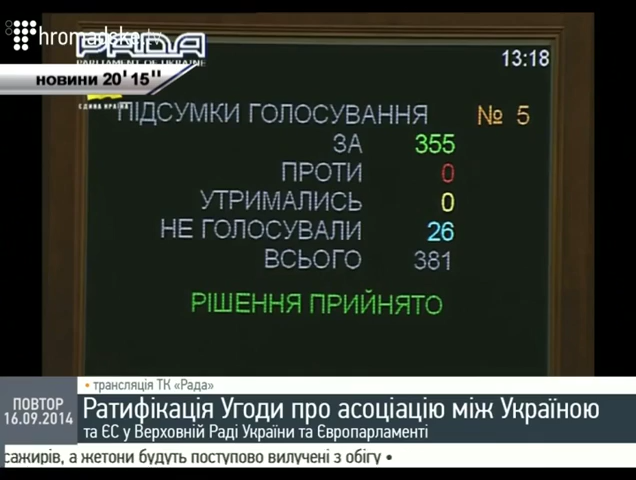 hromadske.tv
РАДА
PARLIAMENT OF UKRAINE
13:18
новини 20'15"
ЄДИНА КРАЇНА
ПІДСУМКИ ГОЛОСУВАННЯ № 5
ЗА 355
ПРОТИ 0
УТРИМАЛИСЬ 0
НЕ ГОЛОСУВАЛИ 26
ВСЬОГО 381
РІШЕННЯ ПРИЙНЯТО
• трансляція ТК «Рада»
ПОВТОР
16.09.2014
Ратифікація Угоди про асоціацію між Україною
та ЄС у Верховній Раді України та Європарламенті
сажирів, а жетони будуть поступово вилучені з обігу •